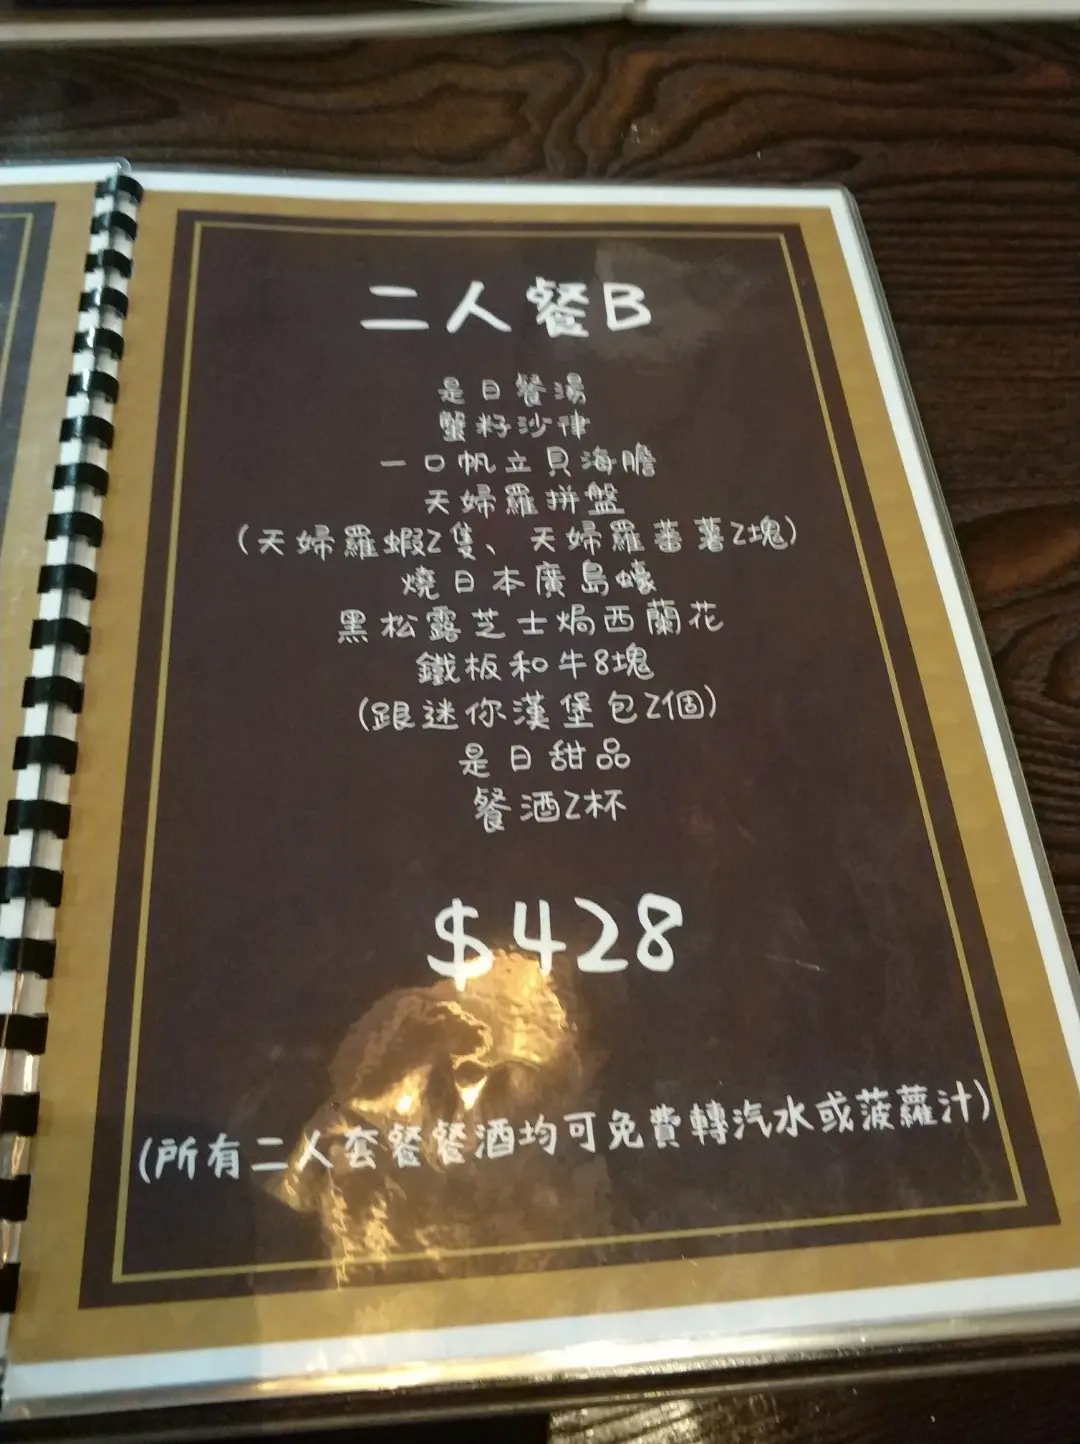 二人餐B
是日餐湯
蟹籽沙律
一口帆立貝海膽
天婦羅拼盤
(天婦羅蝦2隻、天婦羅蕃薯2塊)
燒日本廣島蠔
黑松露芝士焗西蘭花
鐵板和牛8塊
(跟迷你漢堡包2個)
是日甜品
餐酒2杯
$428
(所有二人套餐餐酒均可免費轉汽水或菠蘿汁)